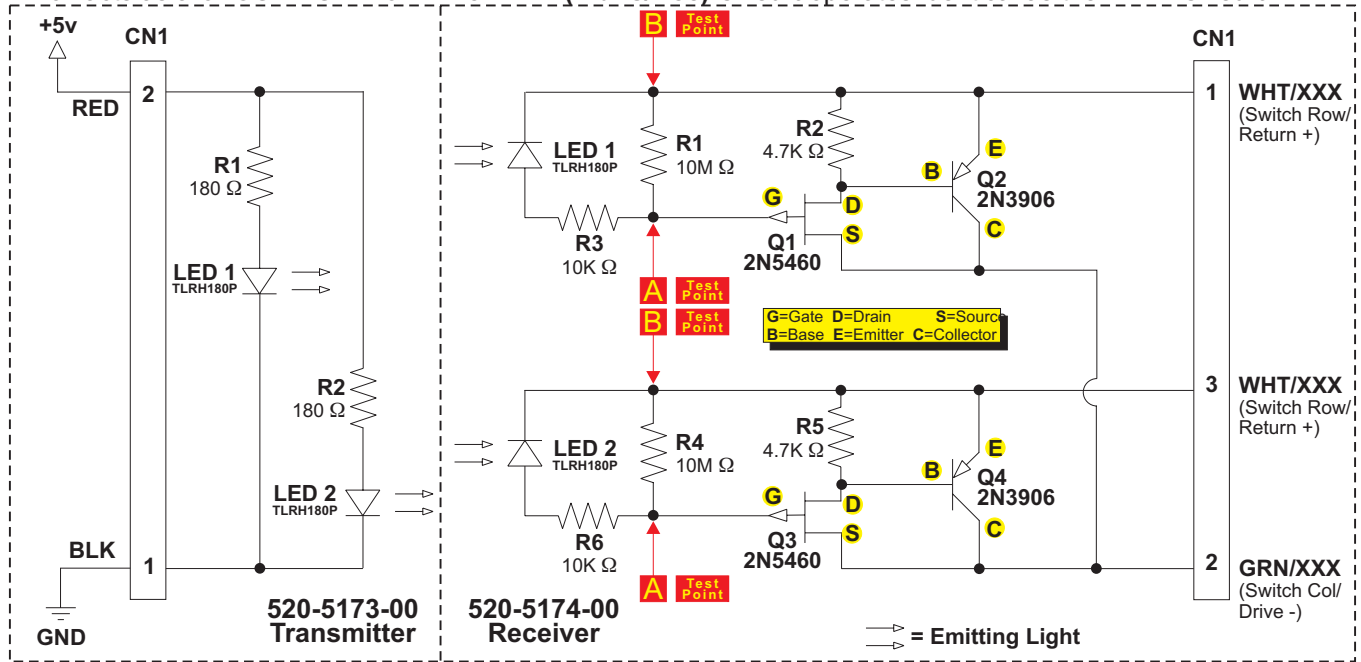 +5v
CN1
RED
2
R1
180 Ω
LED 1
TLRH180P
R2
180 Ω
LED 2
TLRH180P
BLK
1
GND
520-5173-00
Transmitter
B
Test
Point
LED 1
TLRH180P
R1
10M Ω
R3
10K Ω
R2
4.7K Ω
G
D
S
Q1
2N5460
B
E
Q2
2N3906
C
A
Test
Point
B
Test
Point
G=Gate D=Drain S=Source
B=Base E=Emitter C=Collector
LED 2
TLRH180P
R4
10M Ω
R6
10K Ω
R5
4.7K Ω
G
D
S
Q3
2N5460
B
E
Q4
2N3906
C
A
Test
Point
520-5174-00
Receiver
= Emitting Light
CN1
1
WHT/XXX
(Switch Row/
Return +)
3
WHT/XXX
(Switch Row/
Return +)
2
GRN/XXX
(Switch Col/
Drive -)